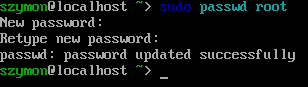 szymon@localhost ~> sudo passwd root
New password:
Retype new password:
passwd: password updated successfully
szymon@localhost ~> _